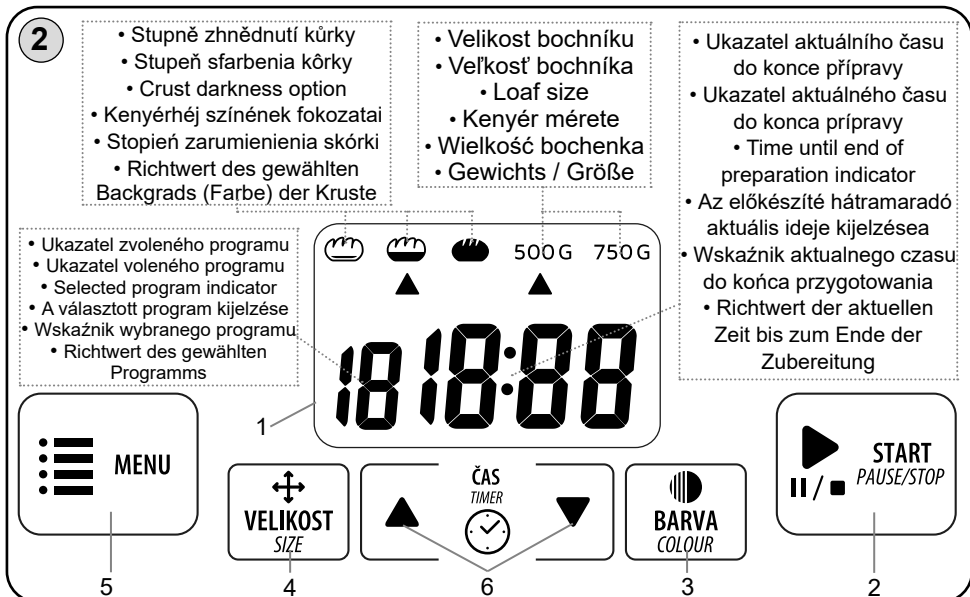 2
• Stupně zhnědnutí kůrky
• Stupeň sfarbenia kôrky
• Crust darkness option
• Kenyérhéj színének fokozatai
• Stopień zarumienienia skórki
• Richtwert des gewählten
Backgrads (Farbe) der Kruste
• Velikost bochníku
• Veľkosť bochníka
• Loaf size
• Kenyér mérete
• Wielkość bochenka
• Gewichts / Größe
• Ukazatel aktuálního času
do konce přípravy
• Ukazatel aktuálného času
do konca prípravy
• Time until end of
preparation indicator
• Az előkészíté hátramaradó
aktuális ideje kijelzésea
• Wskaźnik aktualnego czasu
do końca przygotowania
• Richtwert der aktuellen
Zeit bis zum Ende der
Zubereitung
• Ukazatel zvoleného programu
• Ukazatel voleného programu
• Selected program indicator
• A választott program kijelzése
• Wskaźnik wybranego programu
• Richtwert des gewählten
Programms
500 G 750 G
18 18:88
1
MENU
VELIKOST
SIZE
ČAS
TIMER
BARVA
COLOUR
START
PAUSE/STOP
5
4
6
3
2